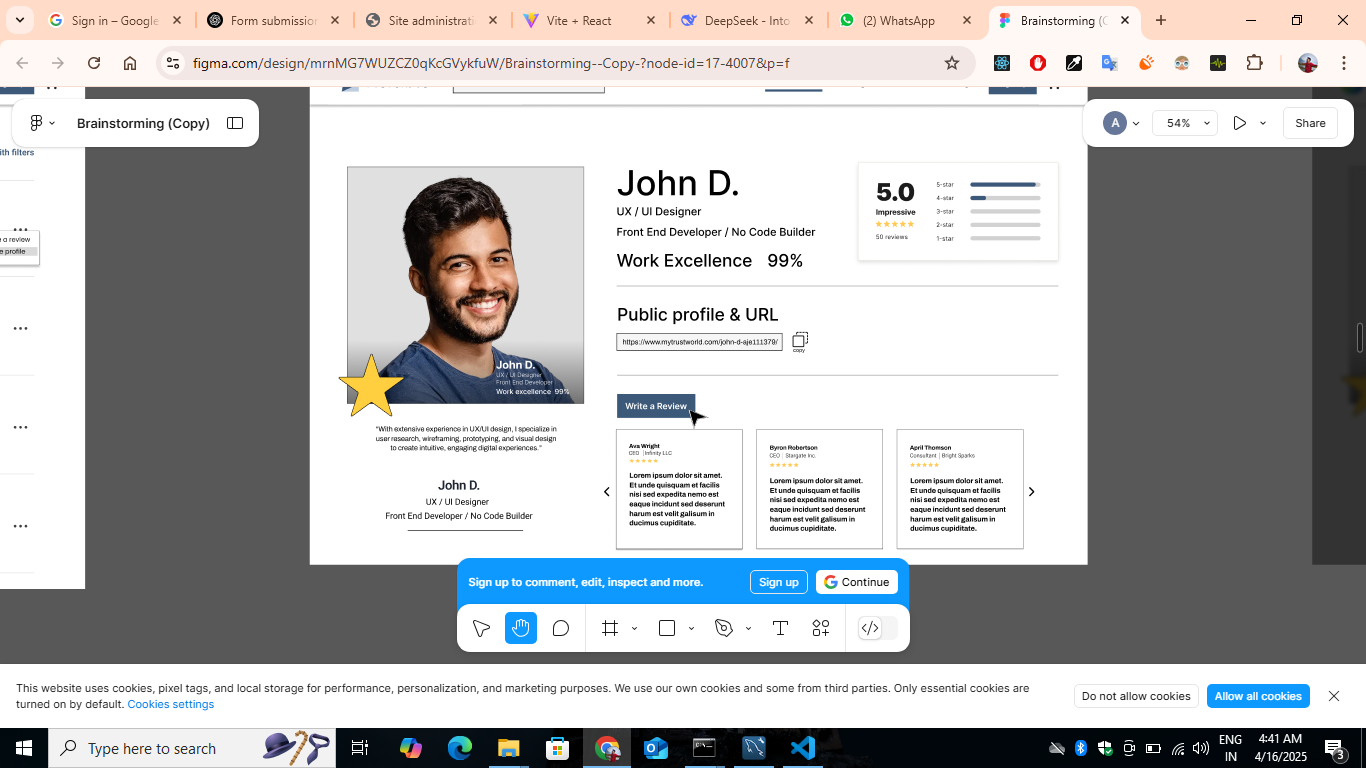 Sign in – Google
Form submission
Site administrati
Vite + React
DeepSeek - Into
(2) WhatsApp
Brainstorming (C
figma.com/design/mrnMG7WUZCZ0qKcGVykfuW/Brainstorming--Copy-?node-id=17-4007&p=f
Brainstorming (Copy)
A
54%
Share
ith filters
e a review
e profile
John D.
UX / UI Designer
Front End Developer / No Code Builder
Work Excellence 99%
5.0
Impressive
★★★★★
50 reviews
5-star
4-star
3-star
2-star
1-star
Public profile & URL
https://www.mytrustworld.com/john-d-aje111379/
copy
John D.
UX / UI Designer
Front End Developer
Work excellence 99%
"With extensive experience in UX/UI design, I specialize in
user research, wireframing, prototyping, and visual design
to create intuitive, engaging digital experiences."
John D.
UX / UI Designer
Front End Developer / No Code Builder
Write a Review
Ava Wright
CEO | Infinity LLC
★★★★★
Lorem ipsum dolor sit amet.
Et unde quisquam et facilis
nisi sed expedita nemo est
eaque incidunt sed deserunt
harum est velit galisum in
ducimus cupiditate.
Byron Robertson
CEO | Stargate Inc.
★★★★★
Lorem ipsum dolor sit amet.
Et unde quisquam et facilis
nisi sed expedita nemo est
eaque incidunt sed deserunt
harum est velit galisum in
ducimus cupiditate.
April Thomson
Consultant | Bright Sparks
★★★★★
Lorem ipsum dolor sit amet.
Et unde quisquam et facilis
nisi sed expedita nemo est
eaque incidunt sed deserunt
harum est velit galisum in
ducimus cupiditate.
Sign up to comment, edit, inspect and more.
Sign up
Continue
This website uses cookies, pixel tags, and local storage for performance, personalization, and marketing purposes. We use our own cookies and some from third parties. Only essential cookies are
turned on by default. Cookies settings
Do not allow cookies
Allow all cookies
Type here to search
ENG
IN
4:41 AM
4/16/2025
3